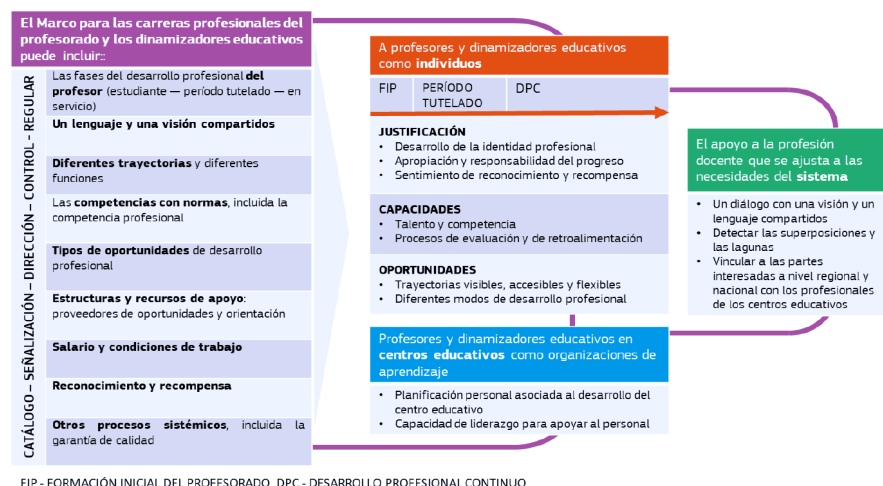 El Marco para las carreras profesionales del
profesorado y los dinamizadores educativos
puede incluir::
CATÁLOGO – SEÑALIZACIÓN – DIRECCIÓN – CONTROL - REGULAR
Las fases del desarrollo profesional del
profesor (estudiante — período tutelado — en
servicio)
Un lenguaje y una visión compartidos
Diferentes trayectorias y diferentes
funciones
Las competencias con normas, incluida la
competencia profesional
Tipos de oportunidades de desarrollo
profesional
Estructuras y recursos de apoyo:
proveedores de oportunidades y orientación
Salario y condiciones de trabajo
Reconocimiento y recompensa
Otros procesos sistémicos, incluida la
garantía de calidad
A profesores y dinamizadores educativos
como individuos
FIP
PERÍODO
TUTELADO
DPC
JUSTIFICACIÓN
• Desarrollo de la identidad profesional
• Apropiación y responsabilidad del progreso
• Sentimiento de reconocimiento y recompensa
CAPACIDADES
• Talento y competencia
• Procesos de evaluación y de retroalimentación
OPORTUNIDADES
• Trayectorias visibles, accesibles y flexibles
• Diferentes modos de desarrollo profesional
Profesores y dinamizadores educativos en
centros educativos como organizaciones de
aprendizaje
• Planificación personal asociada al desarrollo del
centro educativo
• Capacidad de liderazgo para apoyar al personal
El apoyo a la profesión
docente que se ajusta a las
necesidades del sistema
• Un diálogo con una visión y un
lenguaje compartidos
• Detectar las superposiciones y
las lagunas
• Vincular a las partes
interesadas a nivel regional y
nacional con los profesionales
de los centros educativos
FIP - FORMACIÓN INICIAL DEL PROFESORADO, DPC - DESARROLLO PROFESIONAL CONTINUO